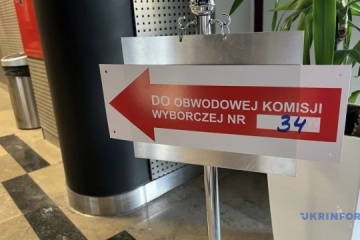 DO OBWODOWEJ KOMISJI
WYBORCZEJ NR 34
UKRINFORM